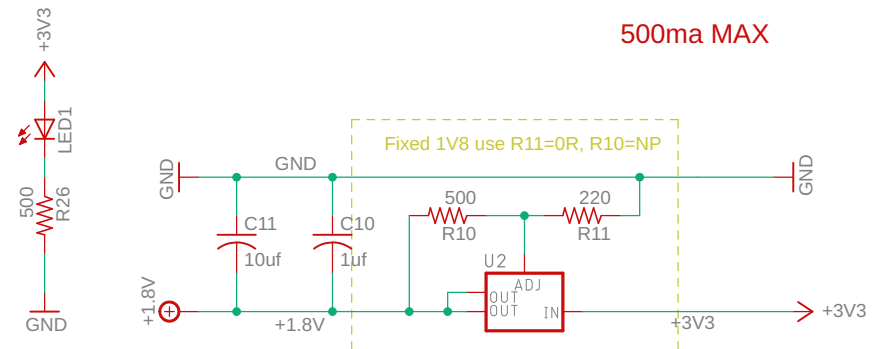 500ma MAX
+3V3
LED1
500
R26
GND
Fixed 1V8 use R11=0R, R10=NP
GND
GND
GND
C11
10uf
C10
1uf
500
R10
220
R11
U2
ADJ
OUT
OUT
IN
+1.8V
+1.8V
+3V3
+3V3